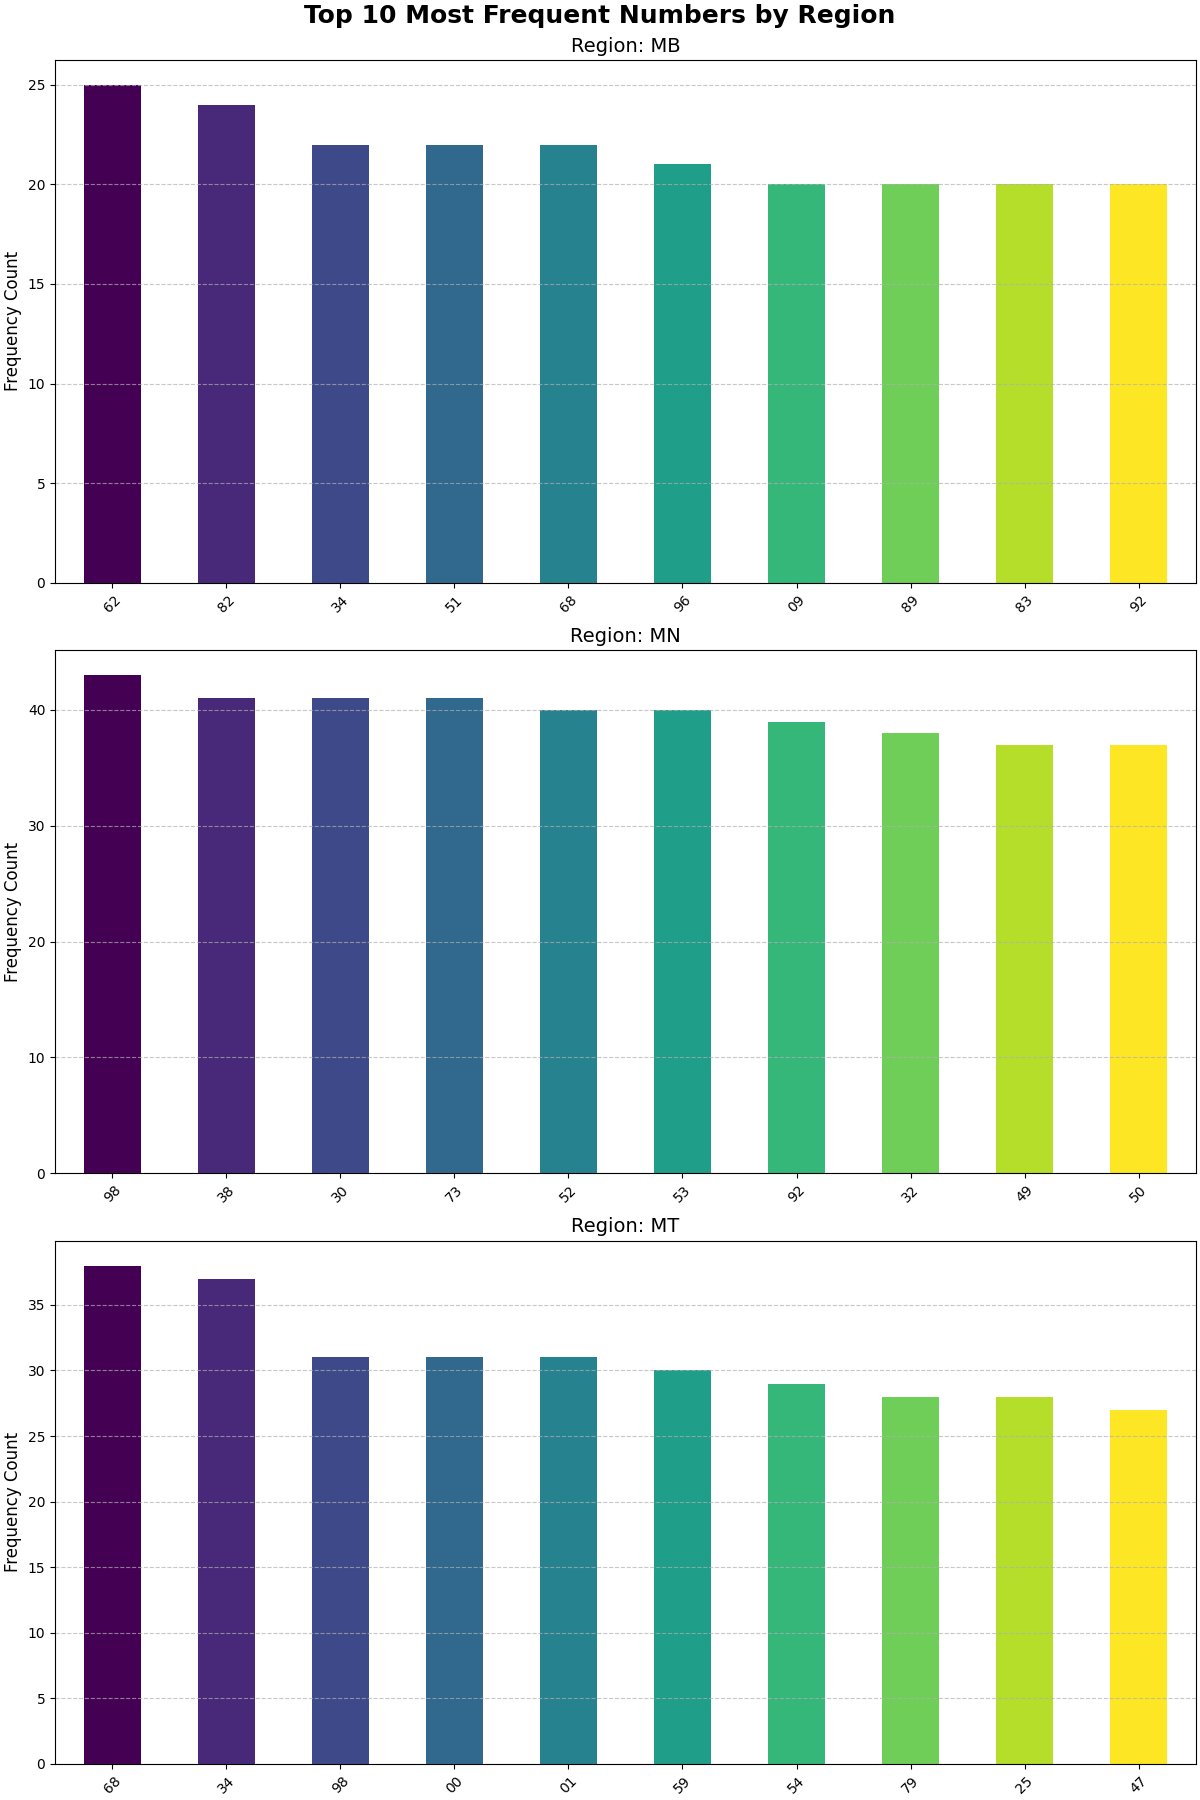 Top 10 Most Frequent Numbers by Region
Region: MB
Frequency Count
25
20
15
10
5
0
62 82 34 51 68 96 09 89 83 92
Region: MN
Frequency Count
40
30
20
10
0
98 38 30 73 52 53 92 32 49 50
Region: MT
Frequency Count
35
30
25
20
15
10
5
0
68 34 98 00 01 59 54 79 25 47